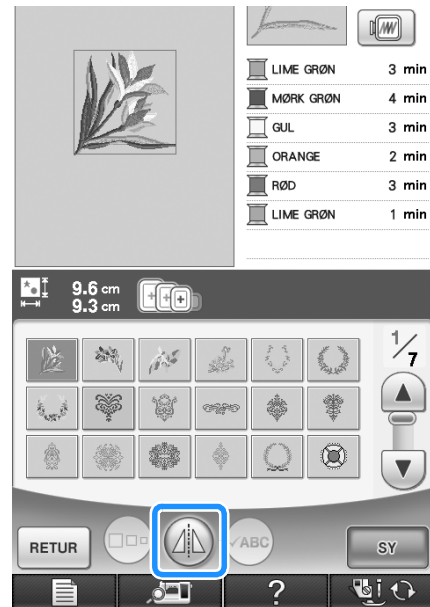 LIME GRØN 3 min
MØRK GRØN 4 min
GUL 3 min
ORANGE 2 min
RØD 3 min
LIME GRØN 1 min
9.6 cm
9.3 cm
1/7
RETUR
✓ABC
SY
?